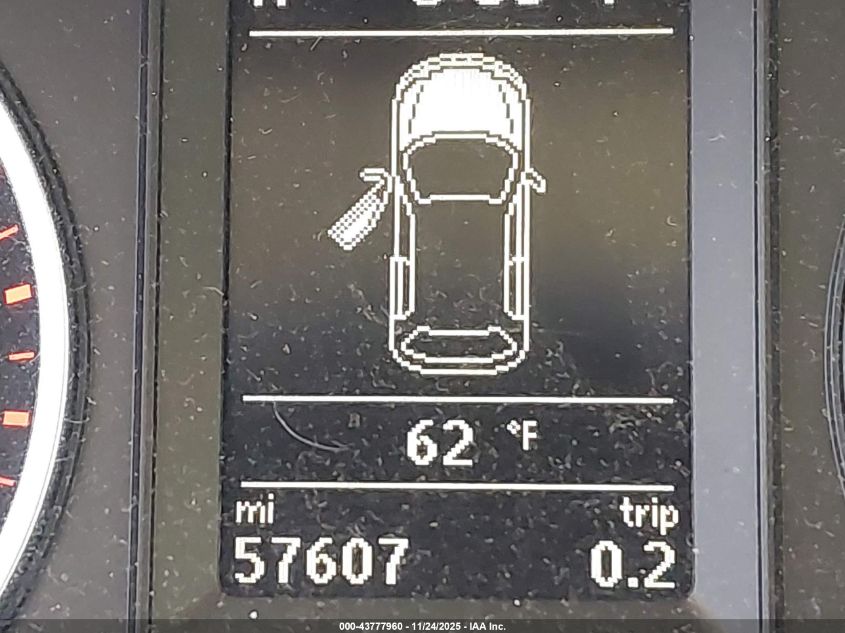 62 °F
mi trip
57607 0.2
000-43777960 - 11/24/2025 - IAA Inc.